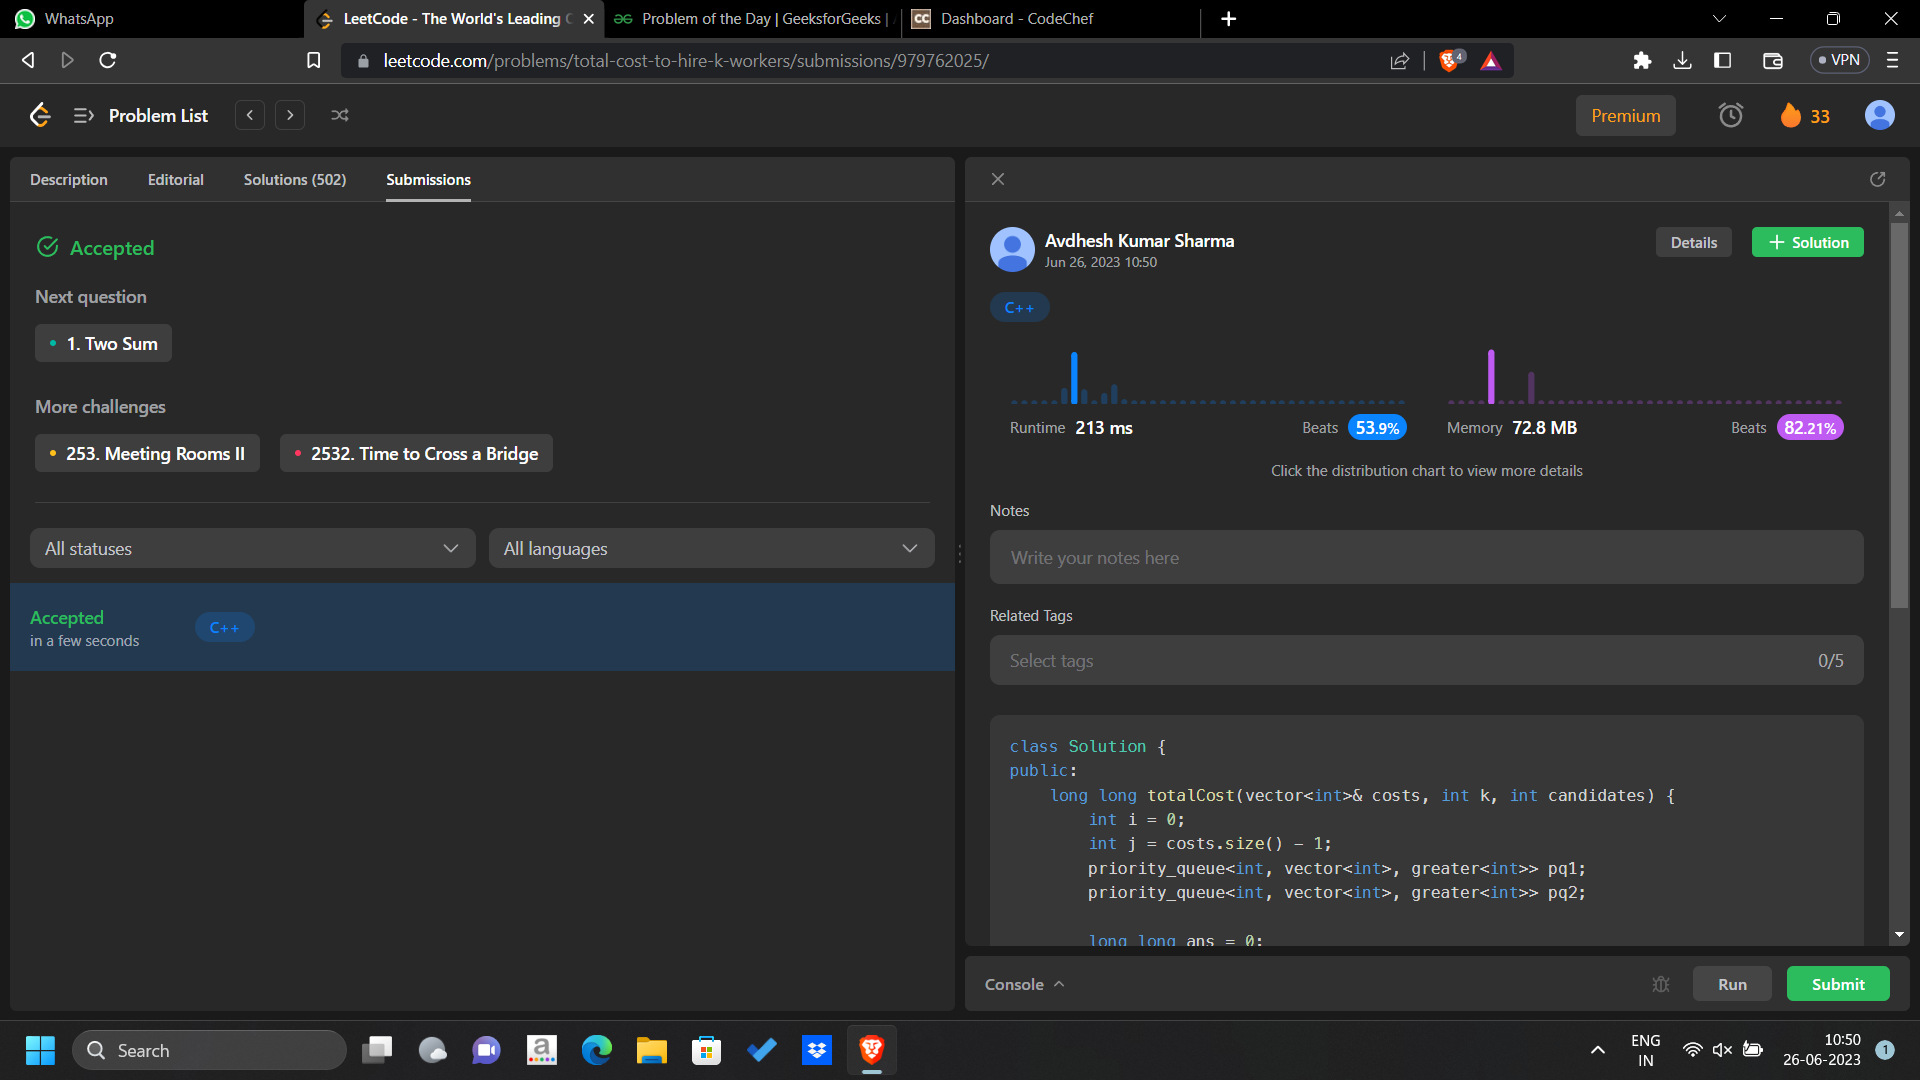 WhatsApp
LeetCode - The World's Leading
Problem of the Day | GeeksforGeeks |
CC Dashboard - CodeChef
leetcode.com/problems/total-cost-to-hire-k-workers/submissions/979762025/
4
VPN
Problem List
Premium
33
Description Editorial Solutions (502) Submissions
Accepted
Next question
1. Two Sum
More challenges
253. Meeting Rooms II
2532. Time to Cross a Bridge
All statuses
All languages
Accepted
in a few seconds
C++
Avdhesh Kumar Sharma
Jun 26, 2023 10:50
Details
Solution
C++
Runtime 213 ms
Beats 53.9%
Memory 72.8 MB
Beats 82.21%
Click the distribution chart to view more details
Notes
Write your notes here
Related Tags
Select tags
0/5
class Solution {
public:
long long totalCost(vector<int>& costs, int k, int candidates) {
int i = 0;
int j = costs.size() - 1;
priority_queue<int, vector<int>, greater<int>> pq1;
priority_queue<int, vector<int>, greater<int>> pq2;
long long ans = 0;
Console
Run
Submit
Search
a
ENG
IN
10:50
26-06-2023
1